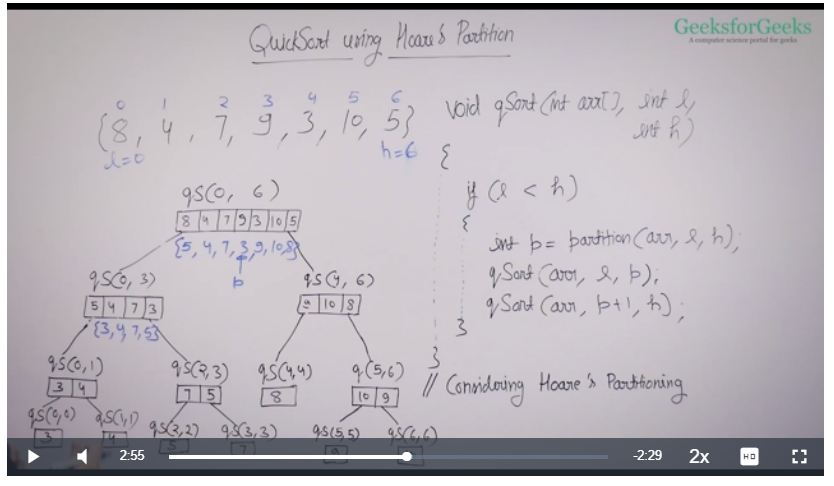 QuickSort using Hoare's Partition
GeeksforGeeks
A computer science portal for geeks
0 1 2 3 4 5 6
{8, 4, 7, 9, 3, 10, 5}
l=0 h=6
void qSort(int arr[], int l,
int h)
{
if (l < h)
{
int p = partition(arr, l, h);
qSort(arr, l, p);
qSort(arr, p+1, h);
}
}
// Considering Hoare's Partitioning
qS(0, 6)
8 4 7 9 3 10 5
{5, 4, 7, 3, 9, 10, 8}
p
qS(0, 3) qS(4, 6)
5 4 7 3 9 10 8
{3, 4, 7, 5}
qS(0,1) qS(2,3) qS(4,4) q(5,6)
3 4 7 5 8 10 9
qS(0,0) qS(1,1) qS(2,2) qS(3,3) qS(5,5) qS(6,6)
3 4 5 7 9
2:55 -2:29 2x HD